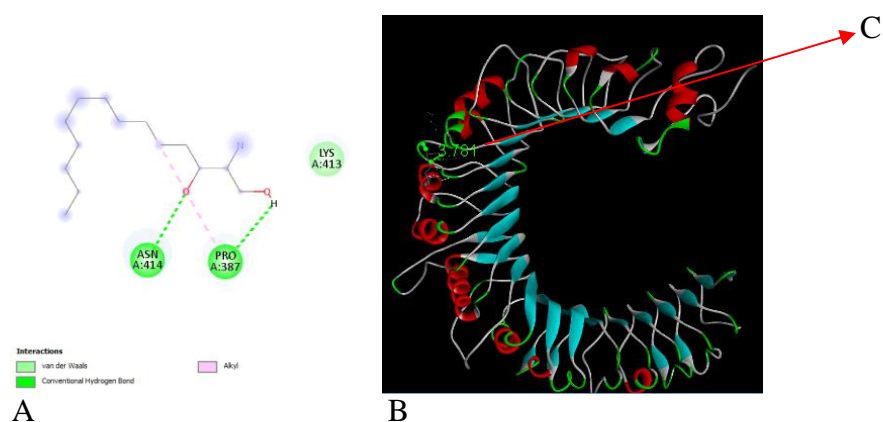 C
N
O
O
H
LYS
A:413
ASN
A:414
PRO
A:387
3.781
Interactions
van der Waals
Conventional Hydrogen Bond
Alkyl
A
B